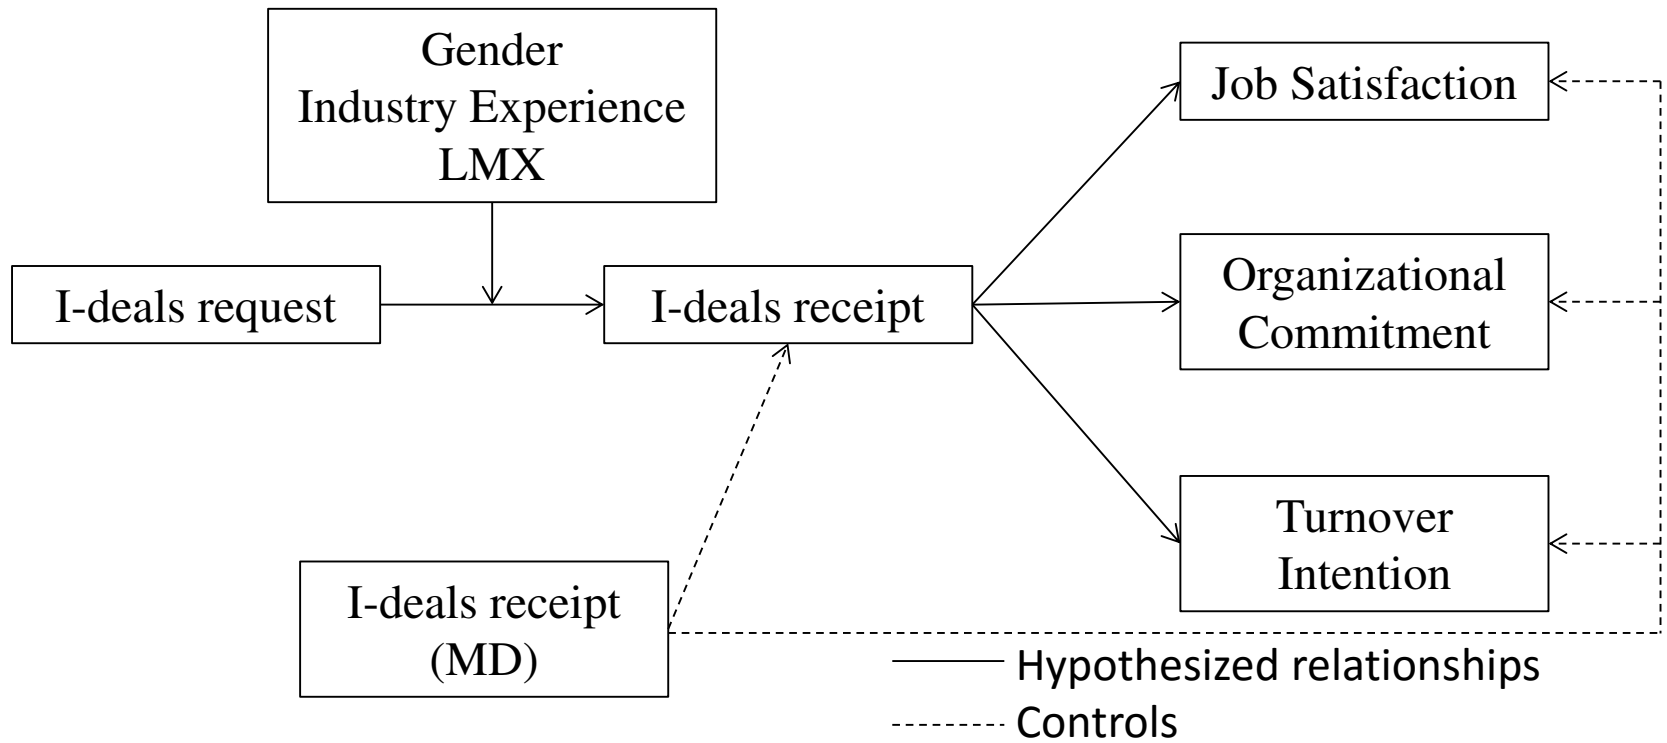 Gender
Industry Experience
LMX
Job Satisfaction
I-deals request
I-deals receipt
Organizational
Commitment
Turnover
Intention
I-deals receipt
(MD)
Hypothesized relationships
Controls